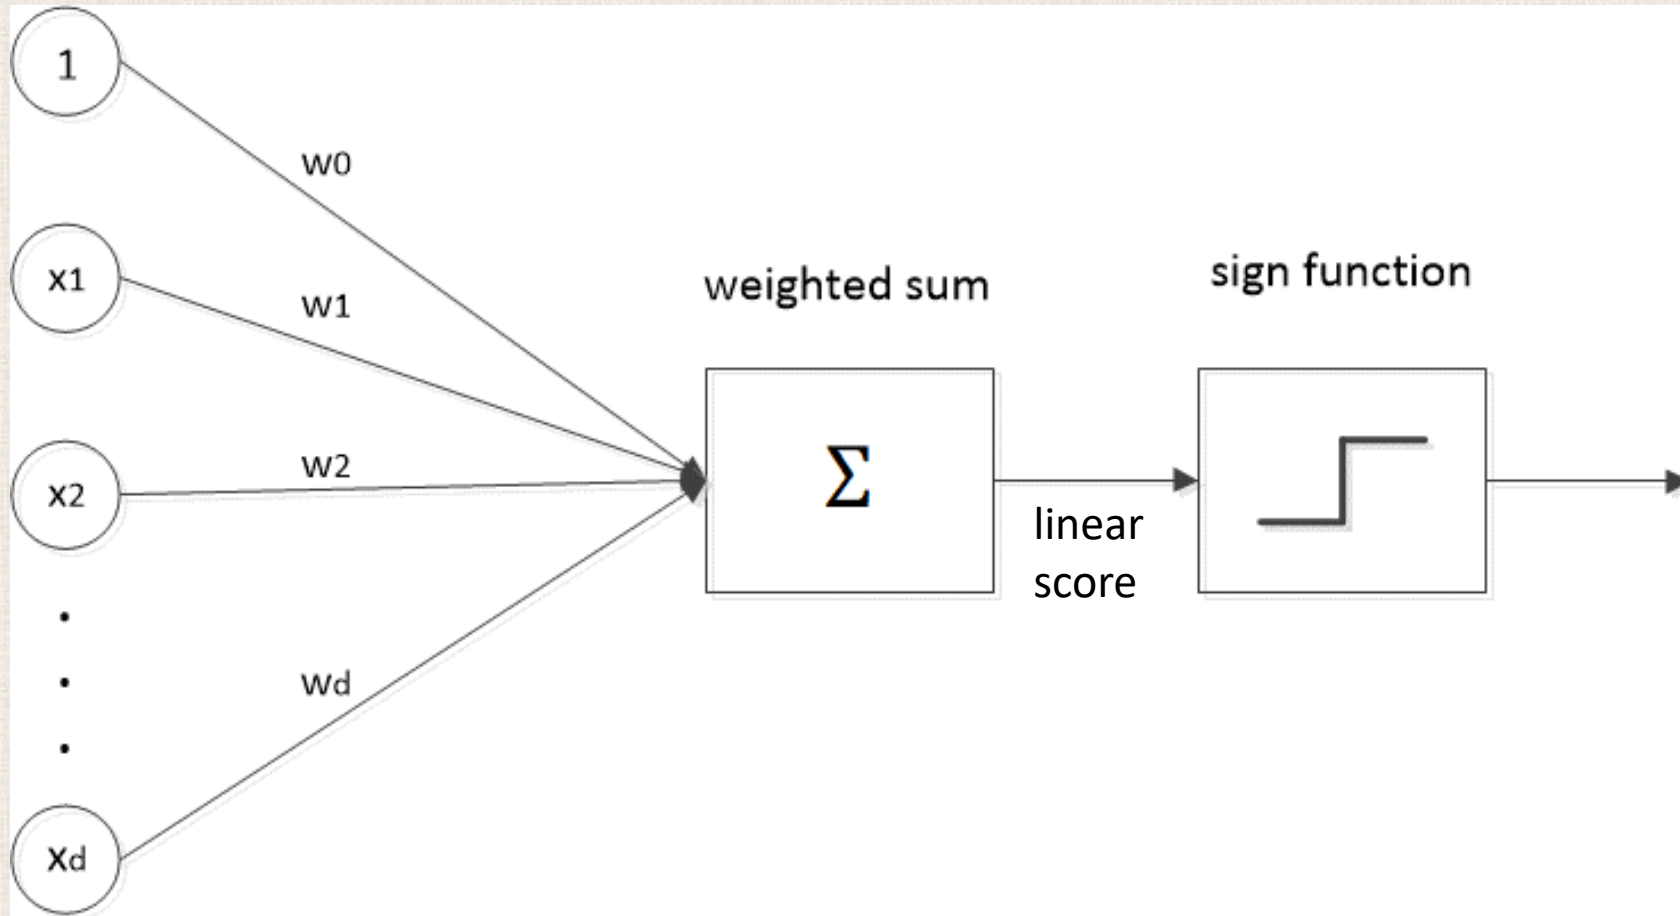 1
w0
x1
w1
weighted sum
sign function
x2
w2
Σ
linear
score
wd
xd